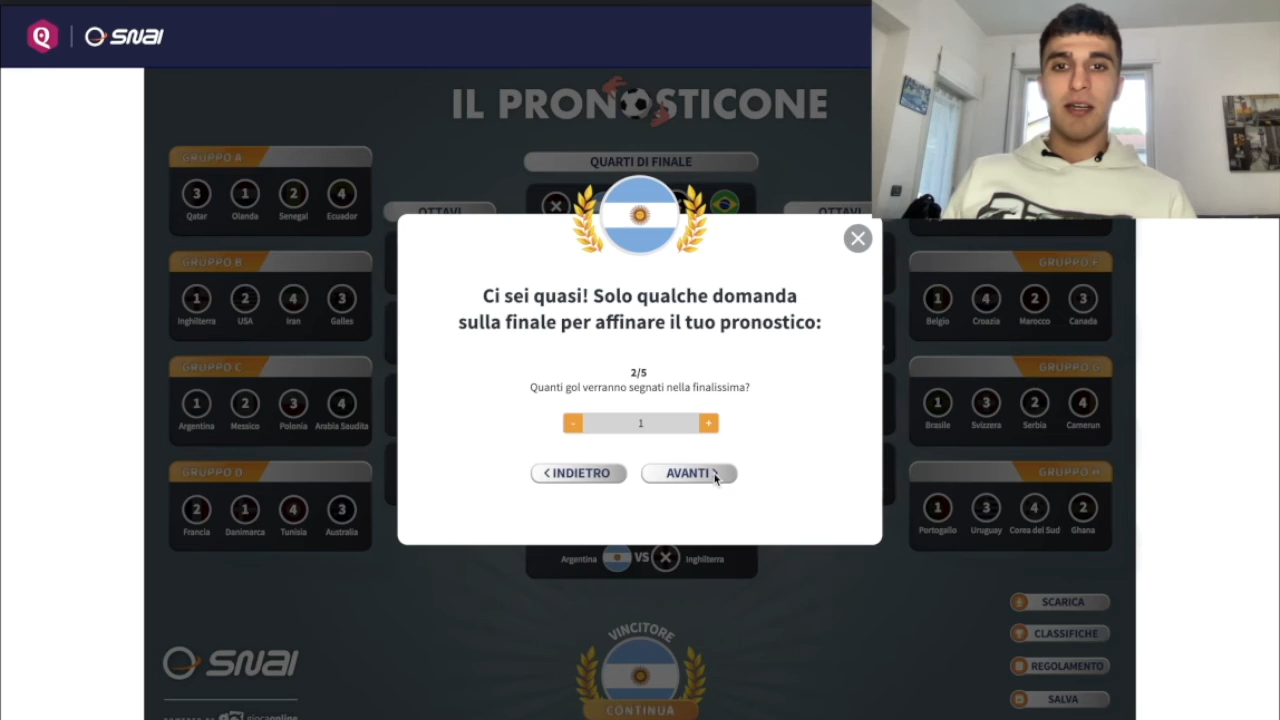 SNAI
IL PRONOSTICONE
QUARTI DI FINALE
OTTAVI
OTTAVI
GRUPPO A
3 1 2 4
Qatar Olanda Senegal Ecuador
GRUPPO B
1 2 4 3
Inghilterra USA Iran Galles
GRUPPO C
1 2 3 4
Argentina Messico Polonia Arabia Saudita
GRUPPO D
2 1 4 3
Francia Danimarca Tunisia Australia
Ci sei quasi! Solo qualche domanda
sulla finale per affinare il tuo pronostico:
2/5
Quanti gol verranno segnati nella finalissima?
- 1 +
INDIETRO AVANTI
GRUPPO F
1 4 2 3
Belgio Croazia Marocco Canada
GRUPPO G
1 3 2 4
Brasile Svizzera Serbia Camerun
GRUPPO H
1 3 4 2
Portogallo Uruguay Corea del Sud Ghana
Argentina VS Inghilterra
VINCITORE
CONTINUA
SCARICA
CLASSIFICHE
REGOLAMENTO
SALVA
SNAI
giocaonline